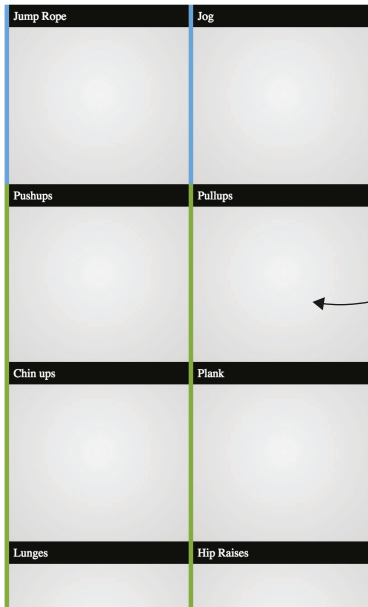 Jump Rope
Jog
Pushups
Pullups
Chin ups
Plank
Lunges
Hip Raises